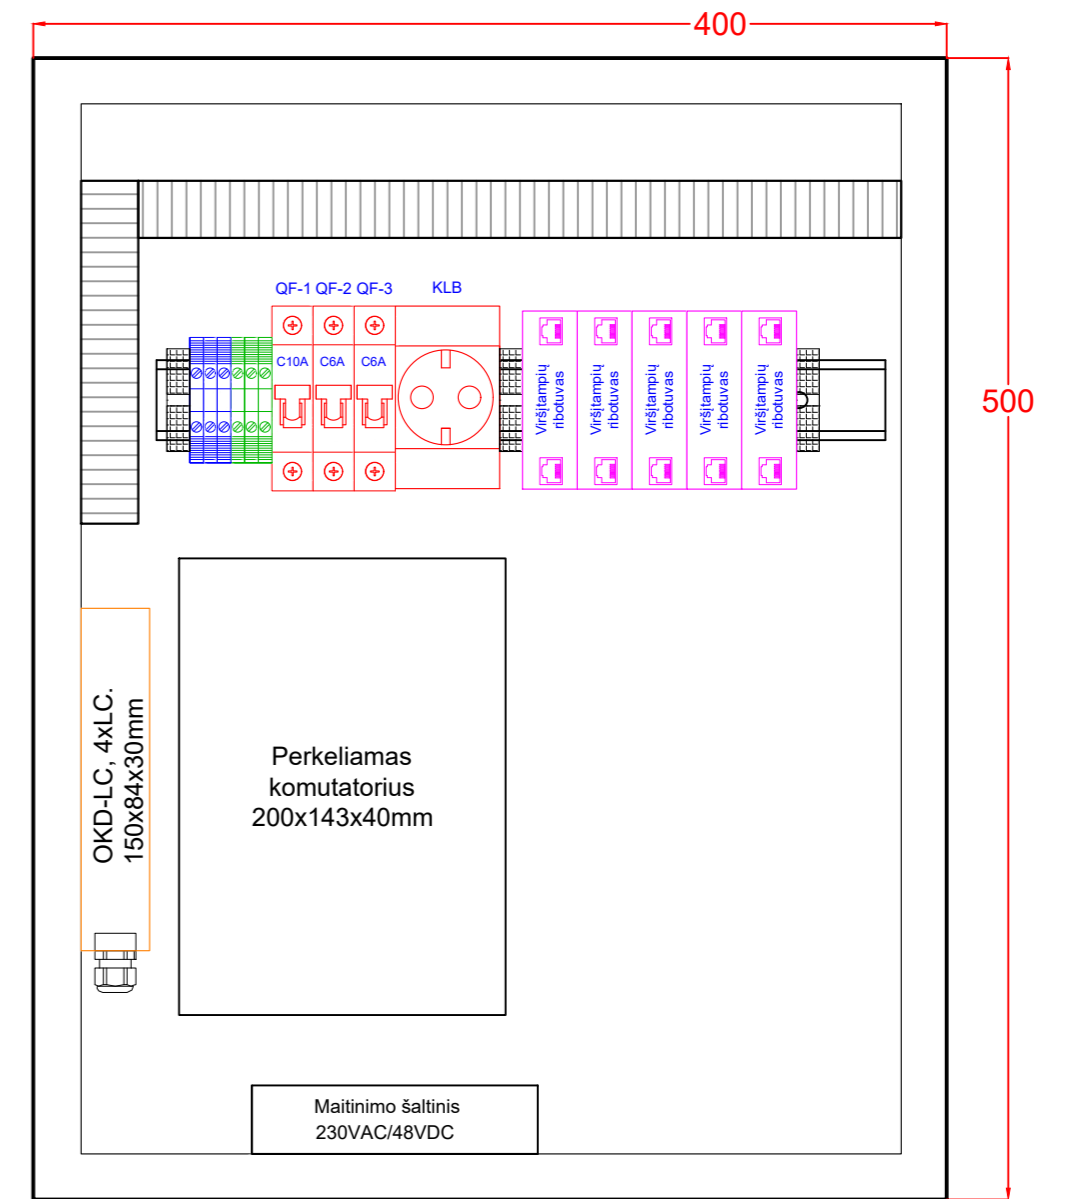 400
500
QF-1 QF-2 QF-3 KLB
C10A C6A C6A
Viršįtampių
ribotuvas
Viršįtampių
ribotuvas
Viršįtampių
ribotuvas
Viršįtampių
ribotuvas
Viršįtampių
ribotuvas
OKD-LC, 4xLC.
150x84x30mm
Perkeliamas
komutatorius
200x143x40mm
Maitinimo šaltinis
230VAC/48VDC